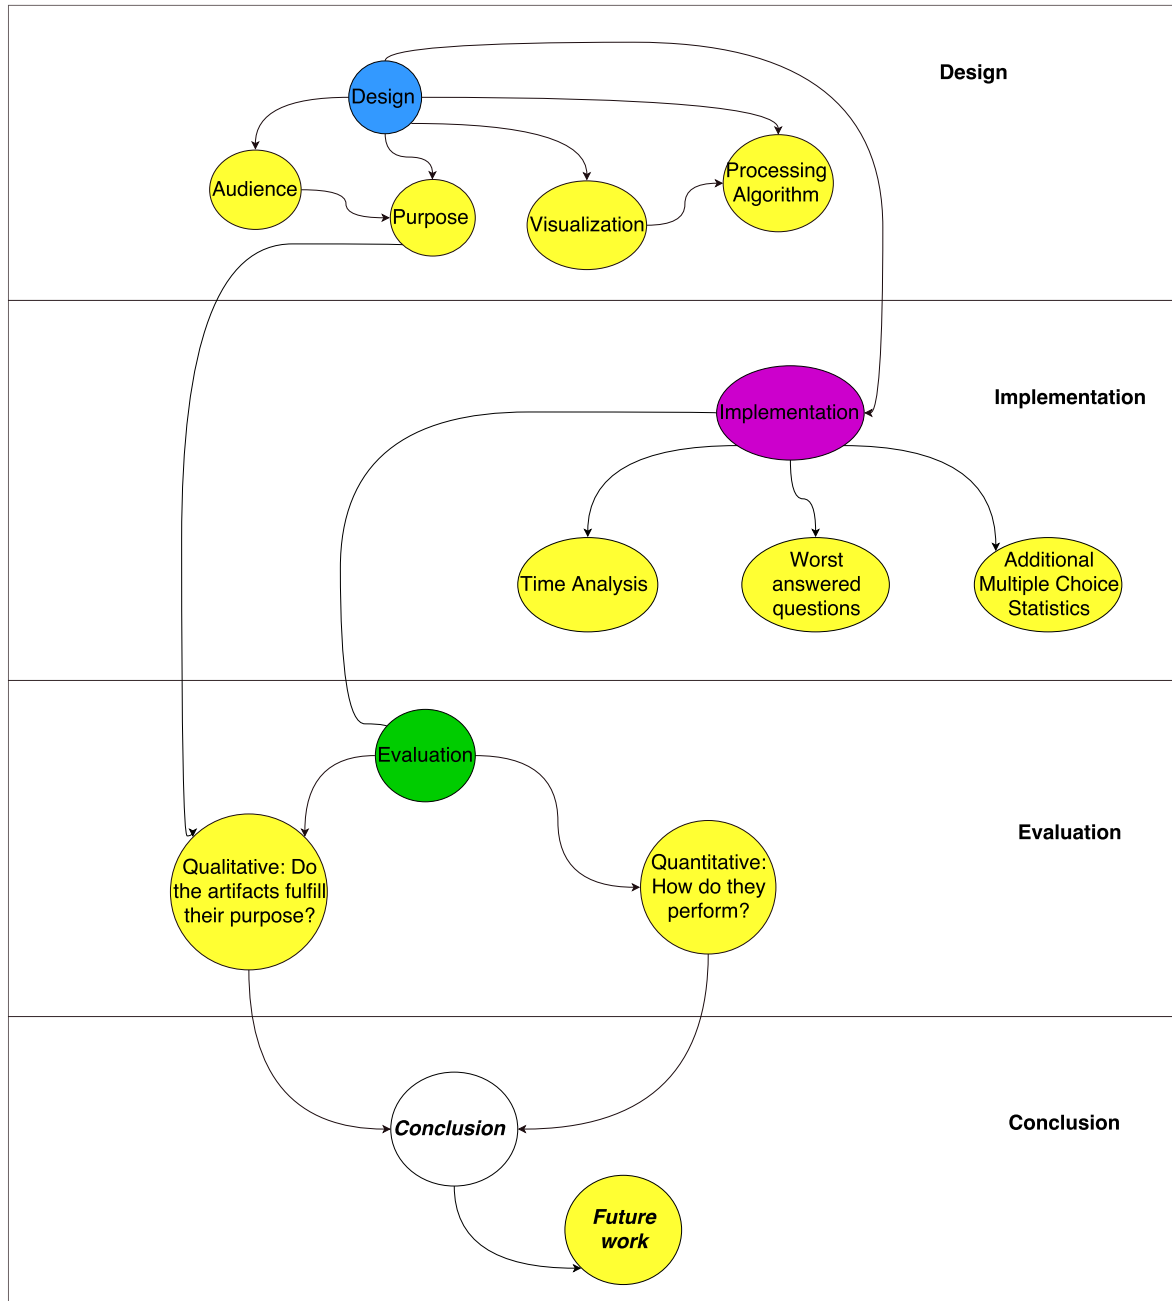 Design
Design
Audience
Purpose
Visualization
Processing
Algorithm
Implementation
Implementation
Time Analysis
Worst
answered
questions
Additional
Multiple Choice
Statistics
Evaluation
Evaluation
Qualitative: Do
the artifacts fulfill
their purpose?
Quantitative:
How do they
perform?
Conclusion
Conclusion
Future
work